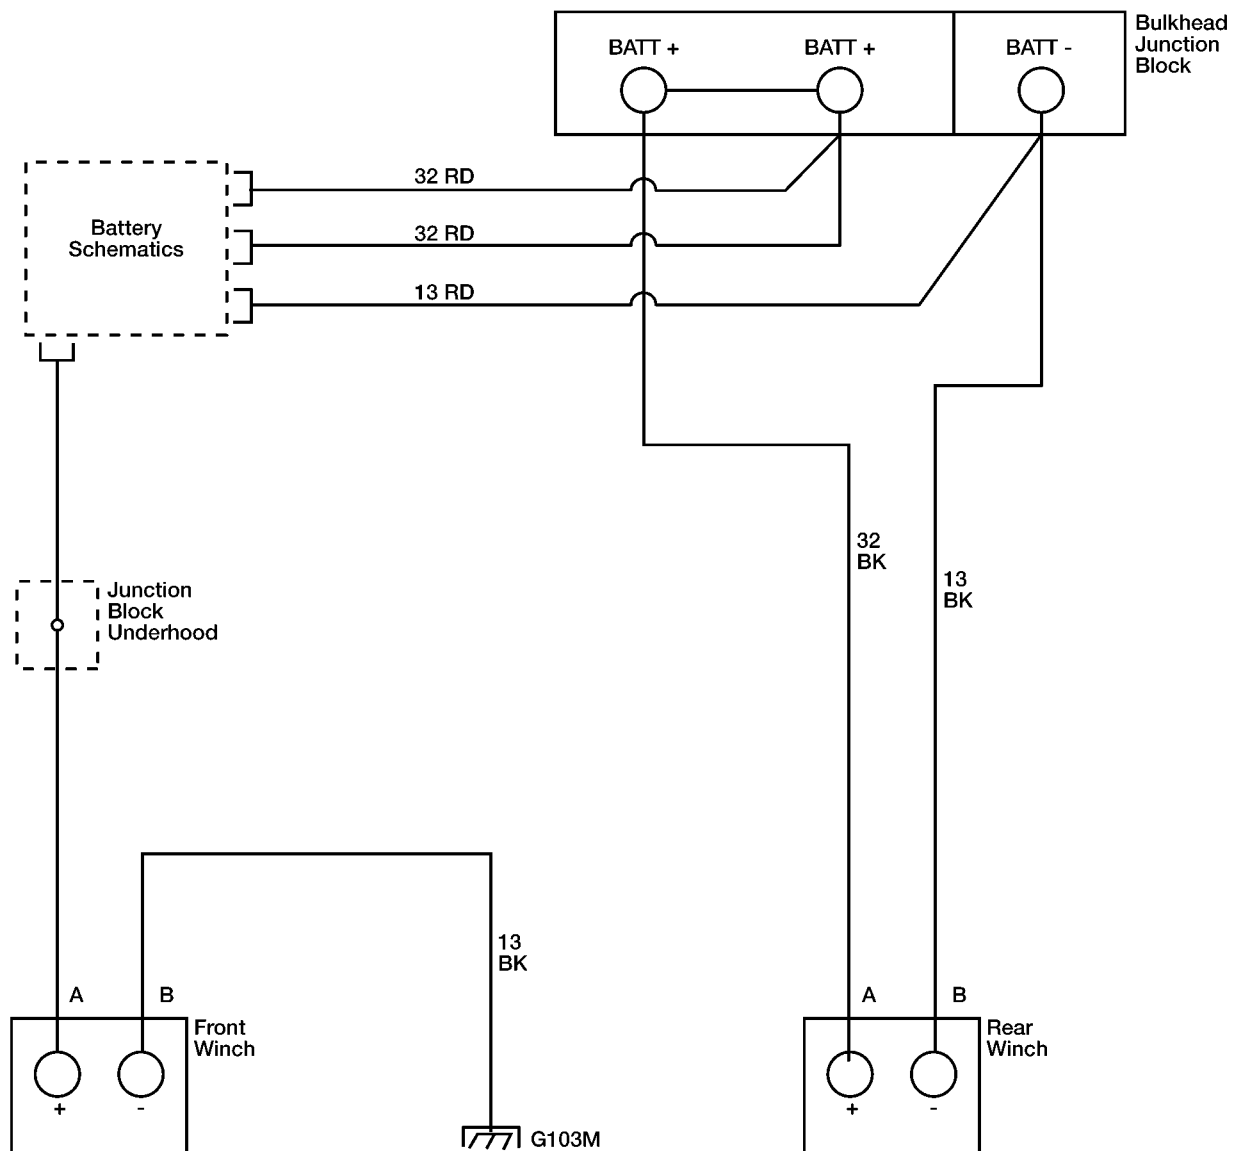 Bulkhead
Junction
Block
BATT +
BATT +
BATT -
32 RD
Battery
Schematics
32 RD
13 RD
32
BK
13
BK
Junction
Block
Underhood
13
BK
A
B
Front
Winch
+
-
G103M
A
B
Rear
Winch
+
-